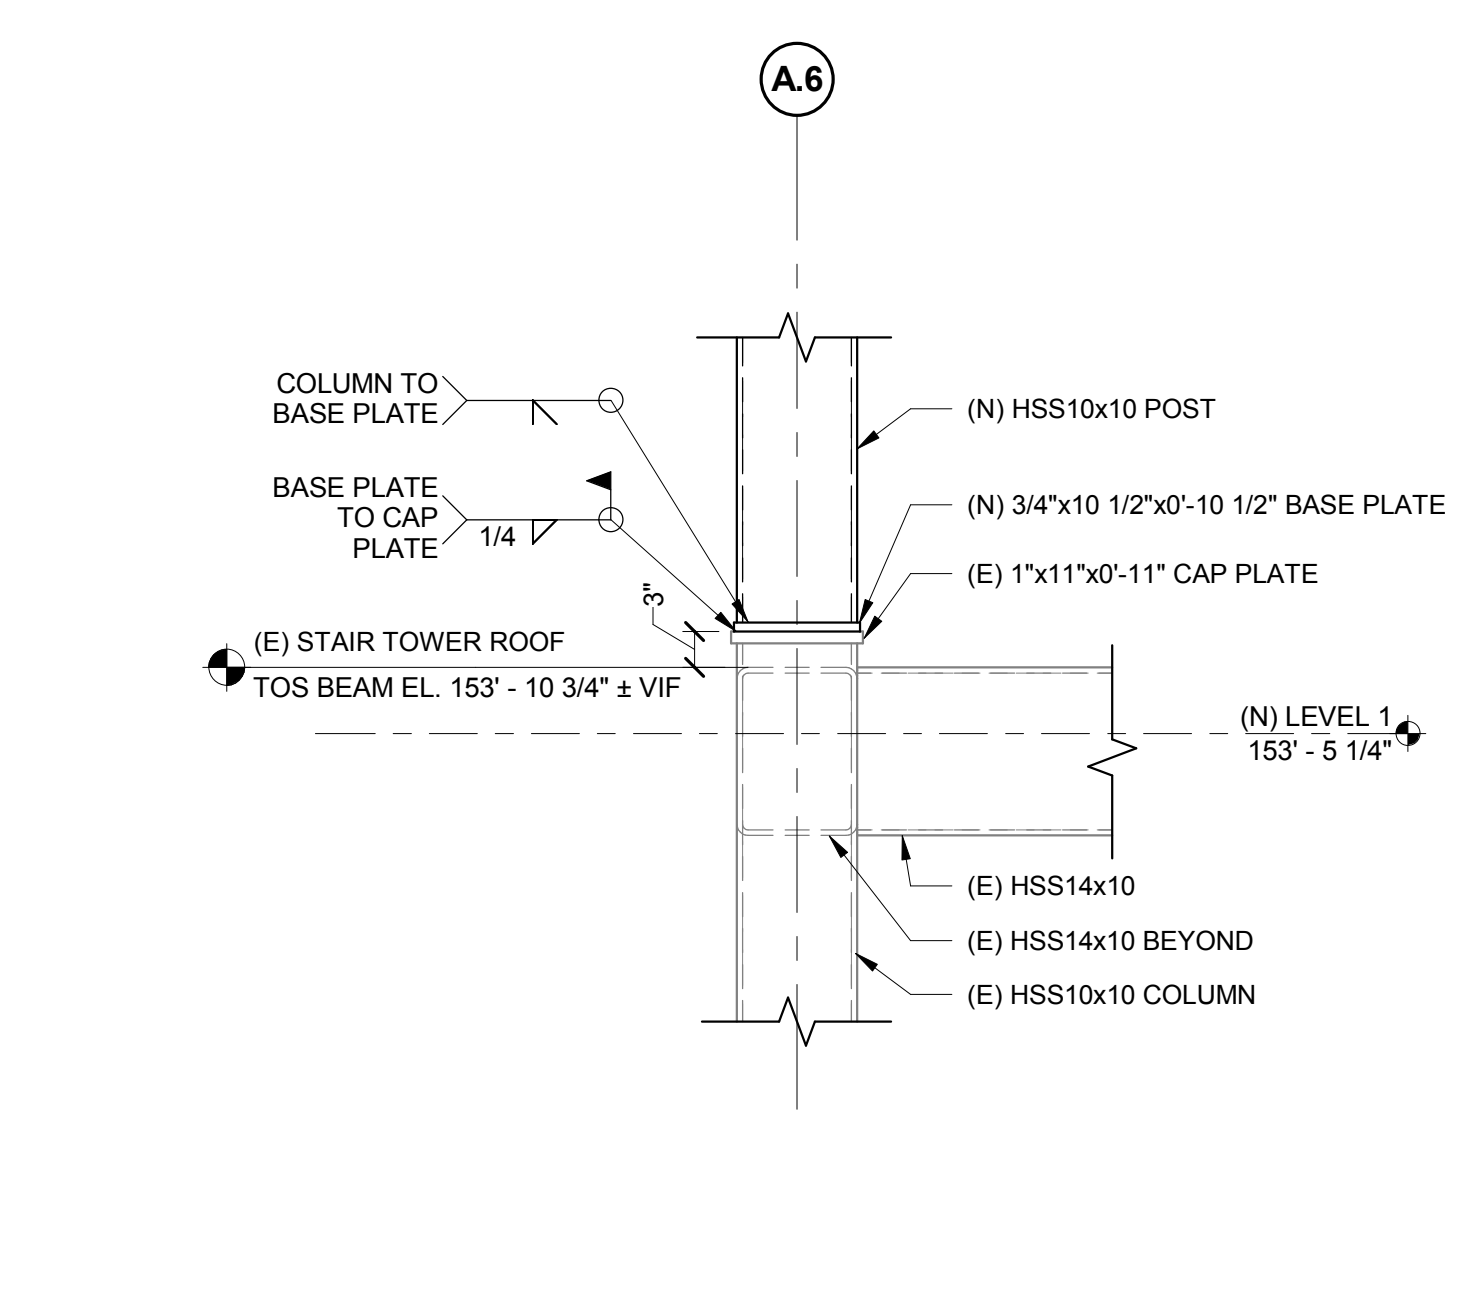 A.6
COLUMN TO
BASE PLATE
(N) HSS10x10 POST
BASE PLATE
TO CAP
PLATE
1/4
(N) 3/4"x10 1/2"x0'-10 1/2" BASE PLATE
(E) 1"x11"x0'-11" CAP PLATE
3"
(E) STAIR TOWER ROOF
TOS BEAM EL. 153' - 10 3/4" ± VIF
(N) LEVEL 1
153' - 5 1/4"
(E) HSS14x10
(E) HSS14x10 BEYOND
(E) HSS10x10 COLUMN